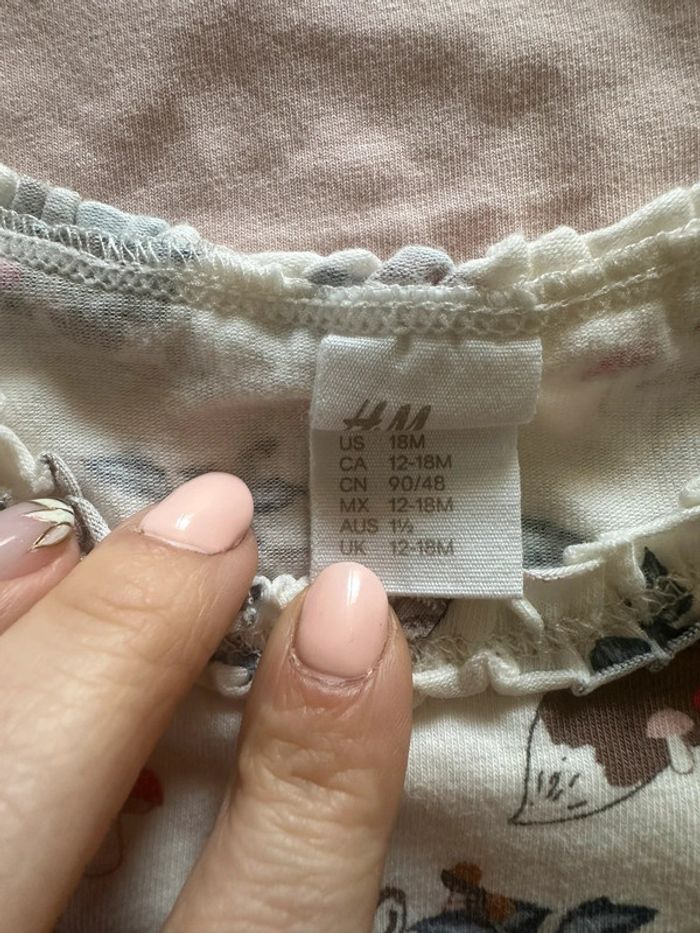 H&M
US 18M
CA 12-18M
CN 90/48
MX 12-18M
AUS 1½
UK 12-18M